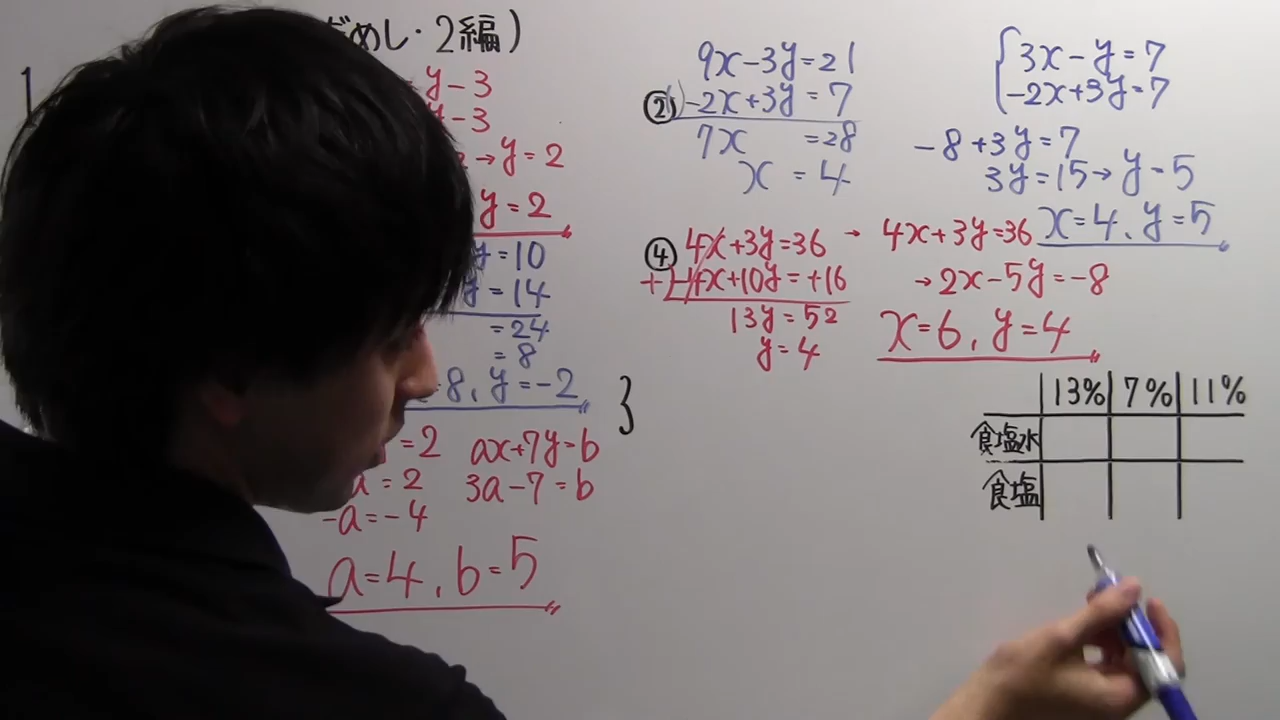 めし・2編)
y-3
-3
→y=2
y=2
y=10
y=14
=24
=8
8, y=-2
=2 ax+7y=b
a=2 3a-7=b
-a=-4
a=4, b=5
9x-3y=21
② -2x+3y=7
7x =28
x=4
3x-y=7
-2x+3y=7
-8+3y=7
3y=15→y=5
x=4, y=5
④ 4x+3y=36 → 4x+3y=36
+) -4x+10y=+16 →2x-5y=-8
13y=52
y=4
x=6, y=4
}
13% 7% 11%
食塩水
食塩